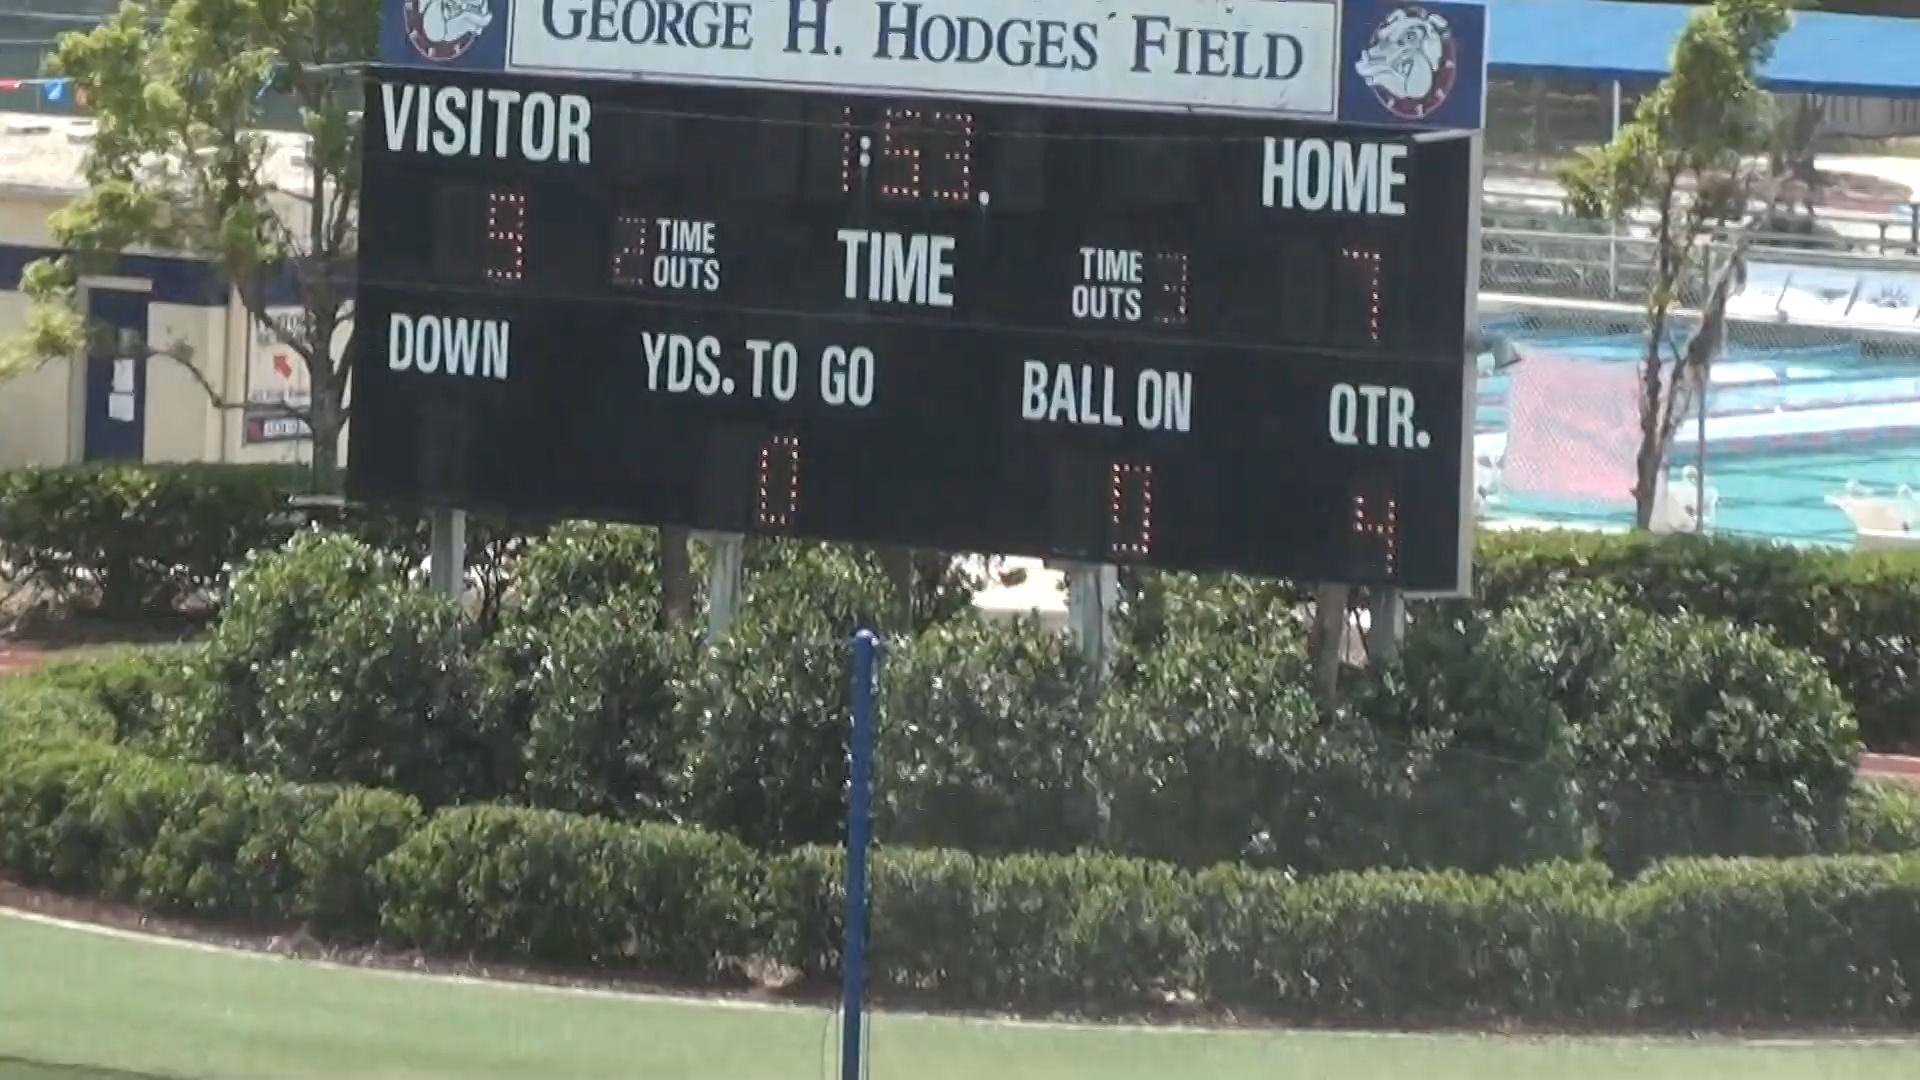 GEORGE H. HODGES FIELD
VISITOR 1:53. HOME
9 2 TIME OUTS TIME TIME OUTS 3 7
DOWN YDS. TO GO BALL ON QTR.
0 0 4